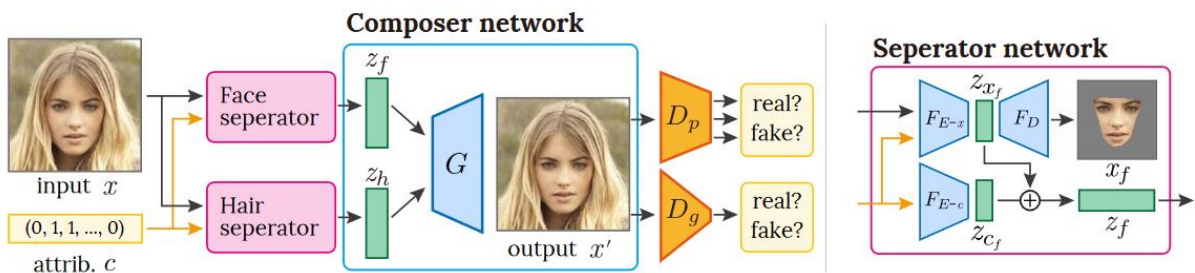 Composer network
Seperator network
input x
(0, 1, 1, ..., 0)
attrib. c
Face
seperator
Hair
seperator
z_f
z_h
G
output x′
D_p
D_g
real?
fake?
real?
fake?
F_{E-x}
z_{x_f}
F_D
x_f
F_{E-c}
z_{c_f}
+
z_f